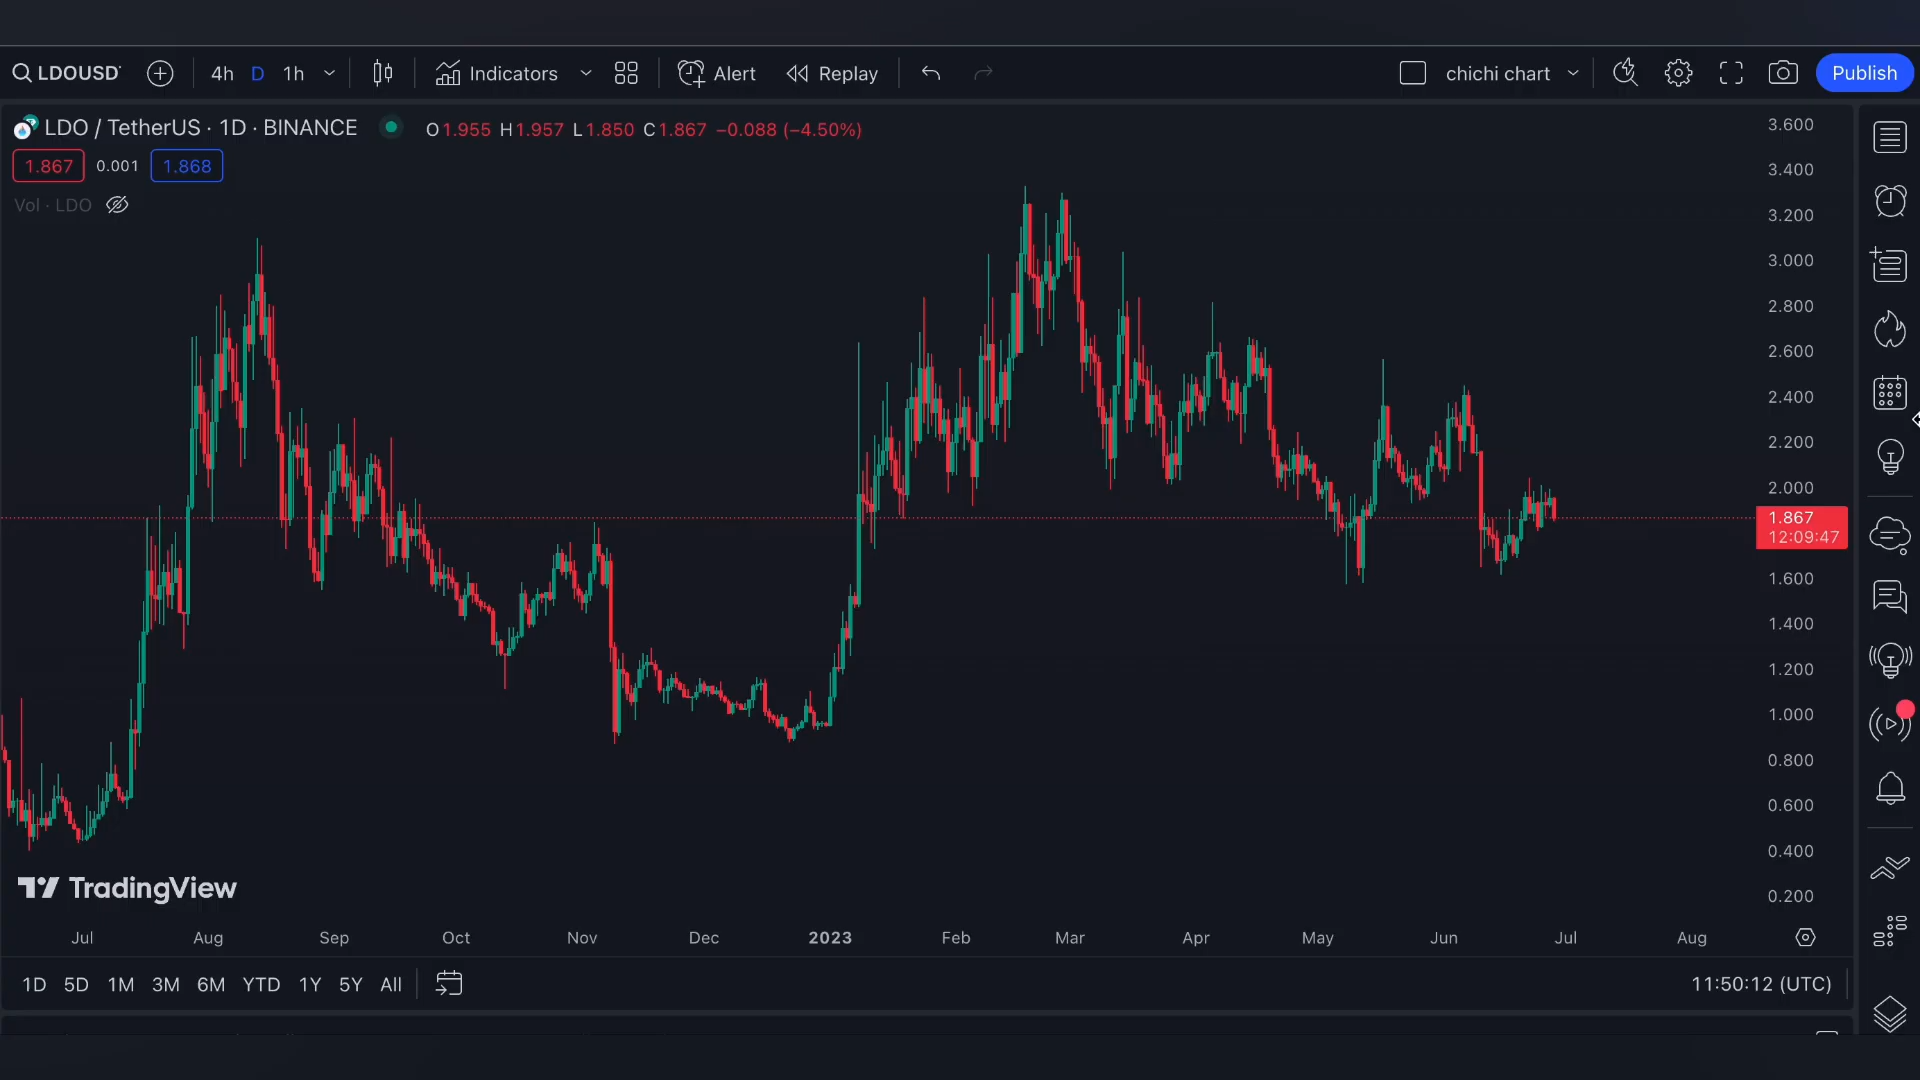 LDOUSD
4h D 1h
Indicators
Alert
Replay
chichi chart
Publish
LDO / TetherUS · 1D · BINANCE
O1.955 H1.957 L1.850 C1.867 −0.088 (−4.50%)
1.867 0.001 1.868
Vol · LDO
3.600
3.400
3.200
3.000
2.800
2.600
2.400
2.200
2.000
1.867
12:09:47
1.600
1.400
1.200
1.000
0.800
0.600
0.400
0.200
TradingView
Jul Aug Sep Oct Nov Dec 2023 Feb Mar Apr May Jun Jul Aug
1D 5D 1M 3M 6M YTD 1Y 5Y All
11:50:12 (UTC)